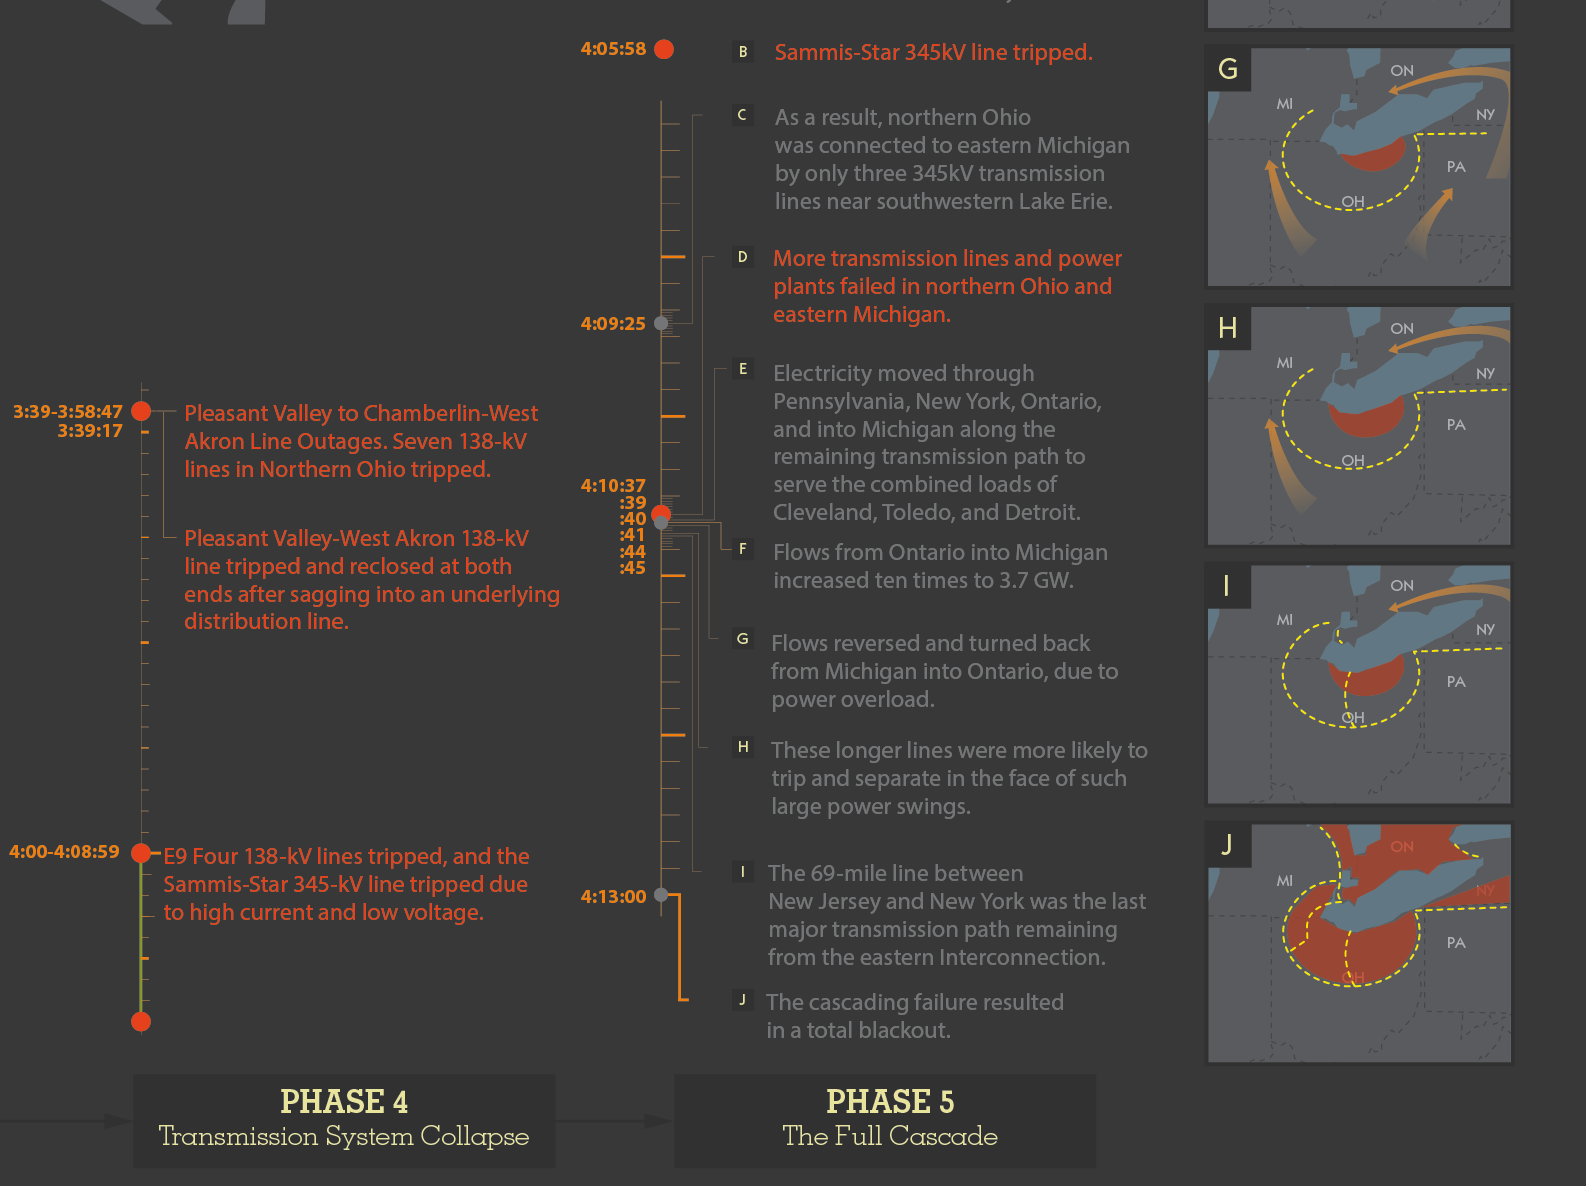 3:39-3:58:47
3:39:17
Pleasant Valley to Chamberlin-West
Akron Line Outages. Seven 138-kV
lines in Northern Ohio tripped.
Pleasant Valley-West Akron 138-kV
line tripped and reclosed at both
ends after sagging into an underlying
distribution line.
4:00-4:08:59
E9 Four 138-kV lines tripped, and the
Sammis-Star 345-kV line tripped due
to high current and low voltage.
PHASE 4
Transmission System Collapse
4:05:58
B
Sammis-Star 345kV line tripped.
C
As a result, northern Ohio
was connected to eastern Michigan
by only three 345kV transmission
lines near southwestern Lake Erie.
D
More transmission lines and power
plants failed in northern Ohio and
eastern Michigan.
4:09:25
E
Electricity moved through
Pennsylvania, New York, Ontario,
and into Michigan along the
remaining transmission path to
serve the combined loads of
Cleveland, Toledo, and Detroit.
4:10:37
:39
:40
:41
:44
:45
F
Flows from Ontario into Michigan
increased ten times to 3.7 GW.
G
Flows reversed and turned back
from Michigan into Ontario, due to
power overload.
H
These longer lines were more likely to
trip and separate in the face of such
large power swings.
I
The 69-mile line between
New Jersey and New York was the last
major transmission path remaining
from the eastern Interconnection.
4:13:00
J
The cascading failure resulted
in a total blackout.
PHASE 5
The Full Cascade
G
ON
MI
NY
PA
OH
H
ON
MI
NY
PA
OH
I
ON
MI
NY
PA
OH
J
ON
MI
NY
PA
OH